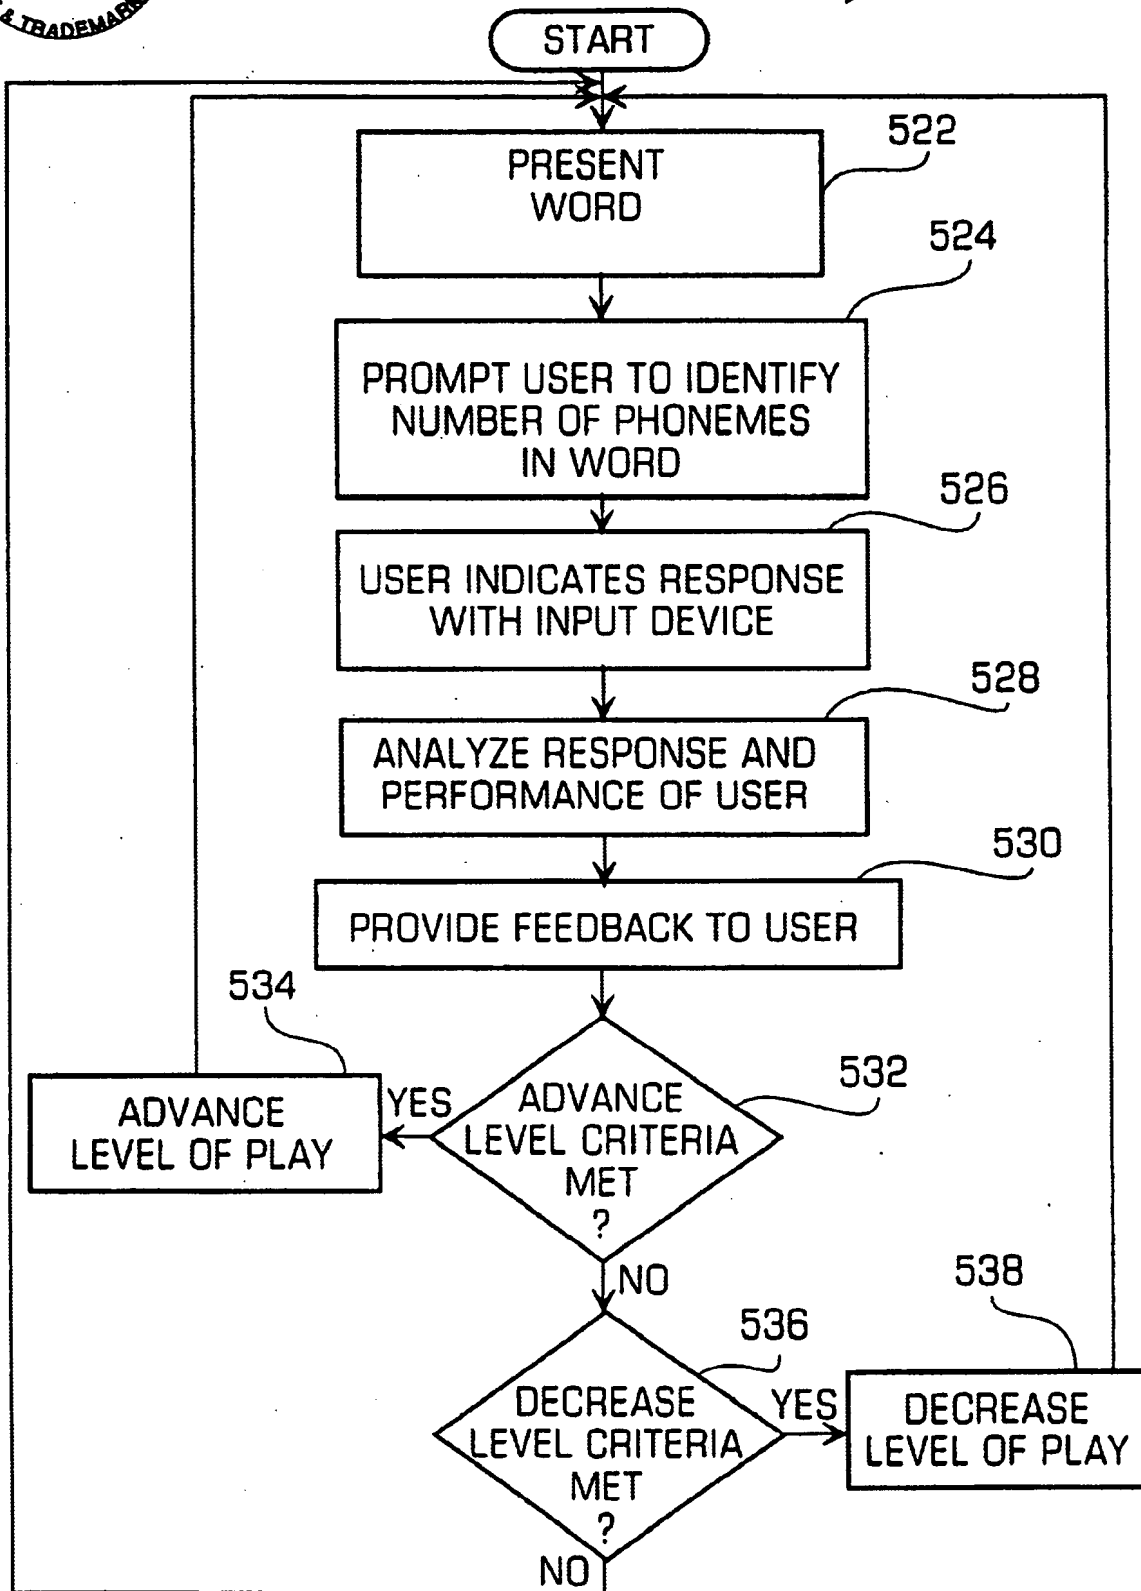 & TRADEMARK
START
522
PRESENT
WORD
524
PROMPT USER TO IDENTIFY
NUMBER OF PHONEMES
IN WORD
526
USER INDICATES RESPONSE
WITH INPUT DEVICE
528
ANALYZE RESPONSE AND
PERFORMANCE OF USER
530
PROVIDE FEEDBACK TO USER
534
ADVANCE
LEVEL OF PLAY
YES
532
ADVANCE
LEVEL CRITERIA
MET
?
NO
536
DECREASE
LEVEL CRITERIA
MET
?
YES
538
DECREASE
LEVEL OF PLAY
NO